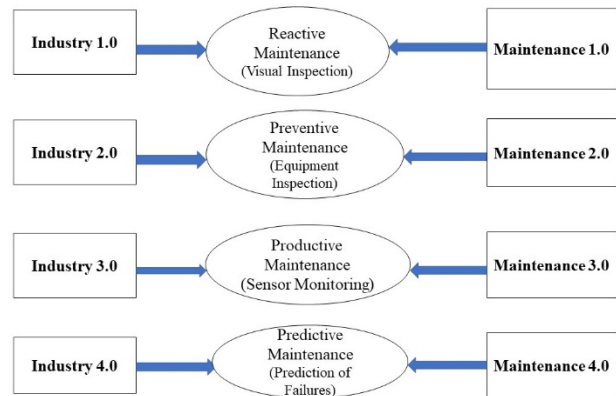 Industry 1.0
Reactive
Maintenance
(Visual Inspection)
Maintenance 1.0
Industry 2.0
Preventive
Maintenance
(Equipment
Inspection)
Maintenance 2.0
Industry 3.0
Productive
Maintenance
(Sensor Monitoring)
Maintenance 3.0
Industry 4.0
Predictive
Maintenance
(Prediction of
Failures)
Maintenance 4.0